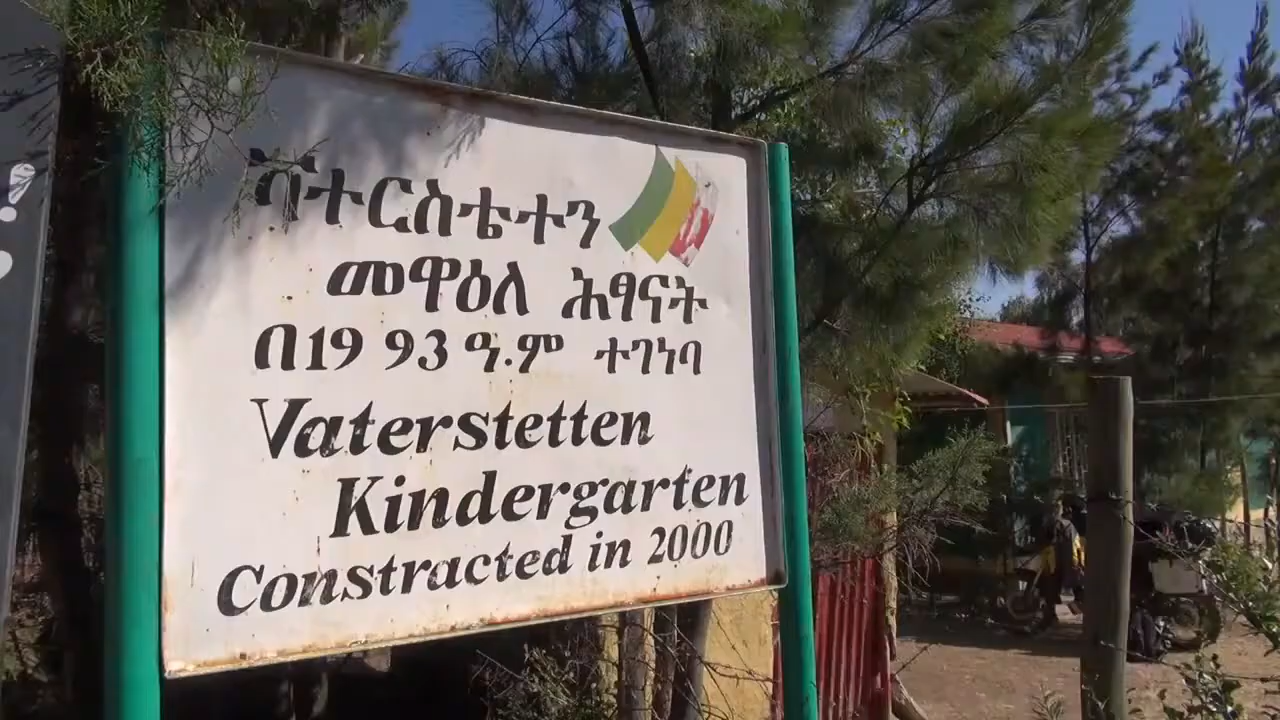 ቫተርስቴተን
መዋዕለ ሕፃናት
በ19 93 ዓ.ም ተገነባ
Vaterstetten
Kindergarten
Constracted in 2000